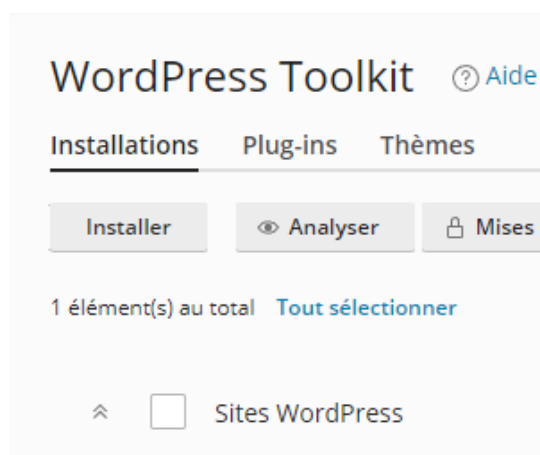 WordPress Toolkit ? Aide
Installations Plug-ins Thèmes
Installer Analyser Mises
1 élément(s) au total Tout sélectionner
Sites WordPress